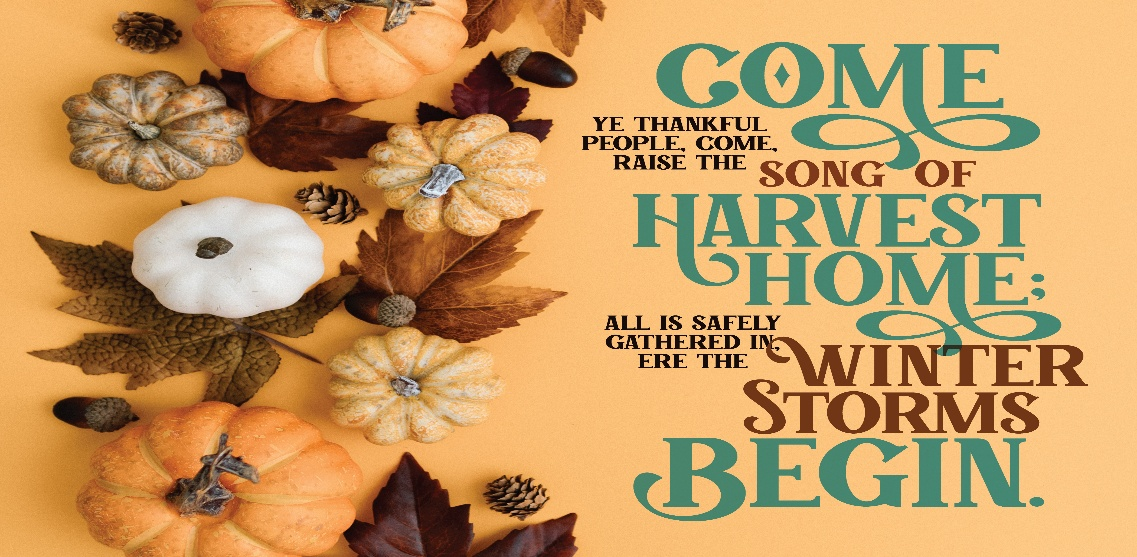 COME
YE THANKFUL
PEOPLE, COME,
RAISE THE
SONG OF
HARVEST
HOME;
ALL IS SAFELY
GATHERED IN,
ERE THE
WINTER
STORMS
BEGIN.